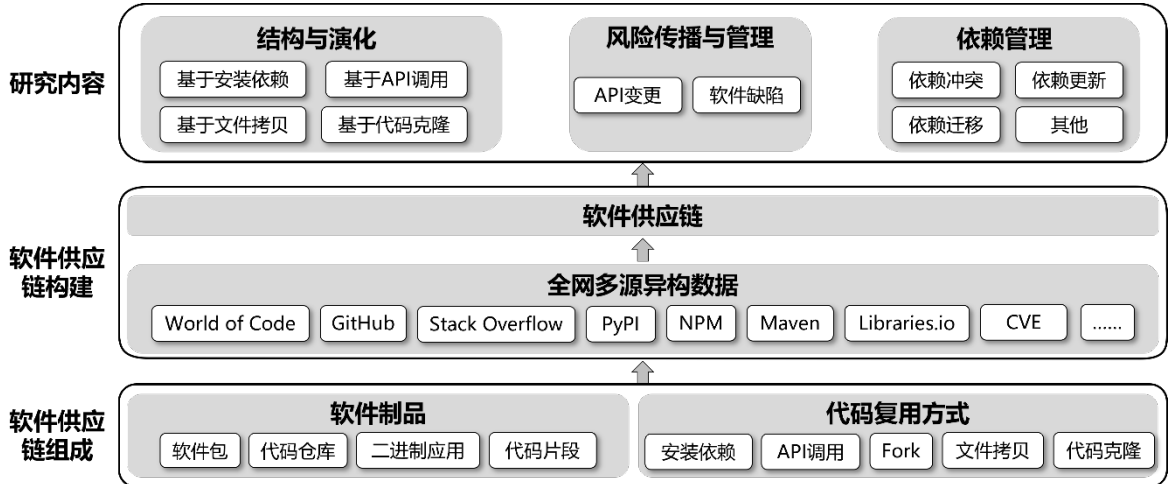 研究内容
结构与演化
基于安装依赖
基于API调用
基于文件拷贝
基于代码克隆
风险传播与管理
API变更
软件缺陷
依赖管理
依赖冲突
依赖更新
依赖迁移
其他
软件供应
链构建
软件供应链
全网多源异构数据
World of Code
GitHub
Stack Overflow
PyPI
NPM
Maven
Libraries.io
CVE
......
软件供应
链组成
软件制品
软件包
代码仓库
二进制应用
代码片段
代码复用方式
安装依赖
API调用
Fork
文件拷贝
代码克隆